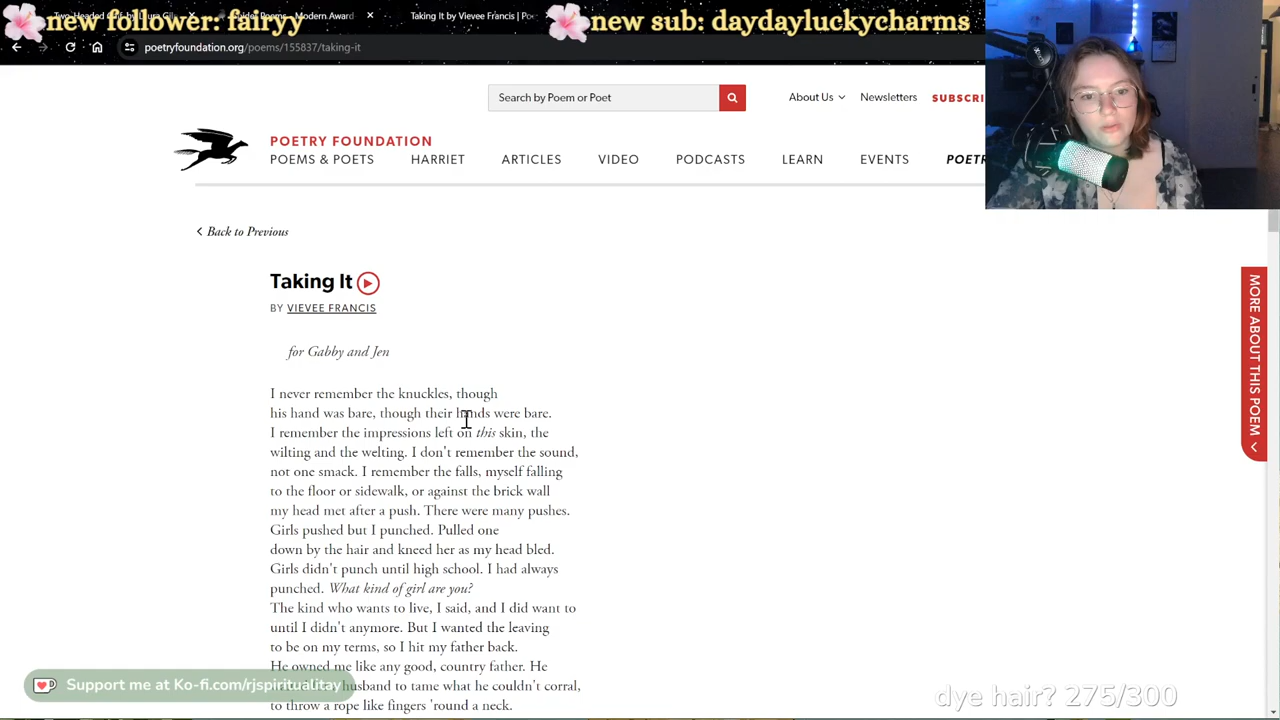 new follower: fairyy
new sub: daydayluckycharms
Poems - Modern Award
Taking It by Vievee Francis | Po
poetryfoundation.org/poems/155837/taking-it
Search by Poem or Poet
About Us
Newsletters
SUBSCRI
POETRY FOUNDATION
POEMS & POETS
HARRIET
ARTICLES
VIDEO
PODCASTS
LEARN
EVENTS
POETR
Back to Previous
Taking It
BY VIEVEE FRANCIS
for Gabby and Jen
I never remember the knuckles, though
his hand was bare, though their hands were bare.
I remember the impressions left on this skin, the
wilting and the welting. I don't remember the sound,
not one smack. I remember the falls, myself falling
to the floor or sidewalk, or against the brick wall
my head met after a push. There were many pushes.
Girls pushed but I punched. Pulled one
down by the hair and kneed her as my head bled.
Girls didn't punch until high school. I had always
punched. What kind of girl are you?
The kind who wants to live, I said, and I did want to
until I didn't anymore. But I wanted the leaving
to be on my terms, so I hit my father back.
He owned me like any good, country father. He
husband to tame what he couldn't corral,
to throw a rope like fingers 'round a neck.
MORE ABOUT THIS POEM
Support me at Ko-fi.com/rjspiritualitay
dye hair? 275/300